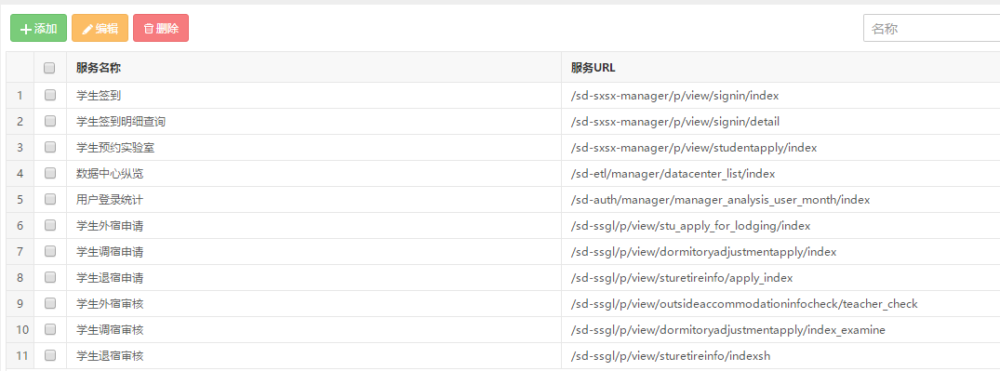 添加 编辑 删除 名称
服务名称 服务URL
1 学生签到 /sd-sxsx-manager/p/view/signin/index
2 学生签到明细查询 /sd-sxsx-manager/p/view/signin/detail
3 学生预约实验室 /sd-sxsx-manager/p/view/studentapply/index
4 数据中心纵览 /sd-etl/manager/datacenter_list/index
5 用户登录统计 /sd-auth/manager/manager_analysis_user_month/index
6 学生外宿申请 /sd-ssgl/p/view/stu_apply_for_lodging/index
7 学生调宿申请 /sd-ssgl/p/view/dormitoryadjustmentapply/index
8 学生退宿申请 /sd-ssgl/p/view/sturetireinfo/apply_index
9 学生外宿审核 /sd-ssgl/p/view/outsideaccommodationinfocheck/teacher_check
10 学生调宿审核 /sd-ssgl/p/view/dormitoryadjustmentapply/index_examine
11 学生退宿审核 /sd-ssgl/p/view/sturetireinfo/indexsh